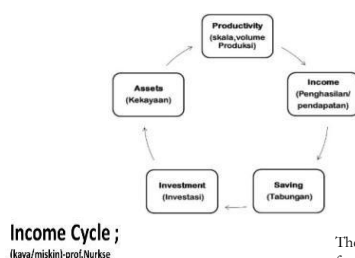 Productivity
(skala,volume
Produksi)
Assets
(Kekayaan)
Income
(Penghasilan/
pendapatan)
Investment
(Investasi)
Saving
(Tabungan)
Income Cycle ;
(kaya/miskin)-prof.Nurkse
The